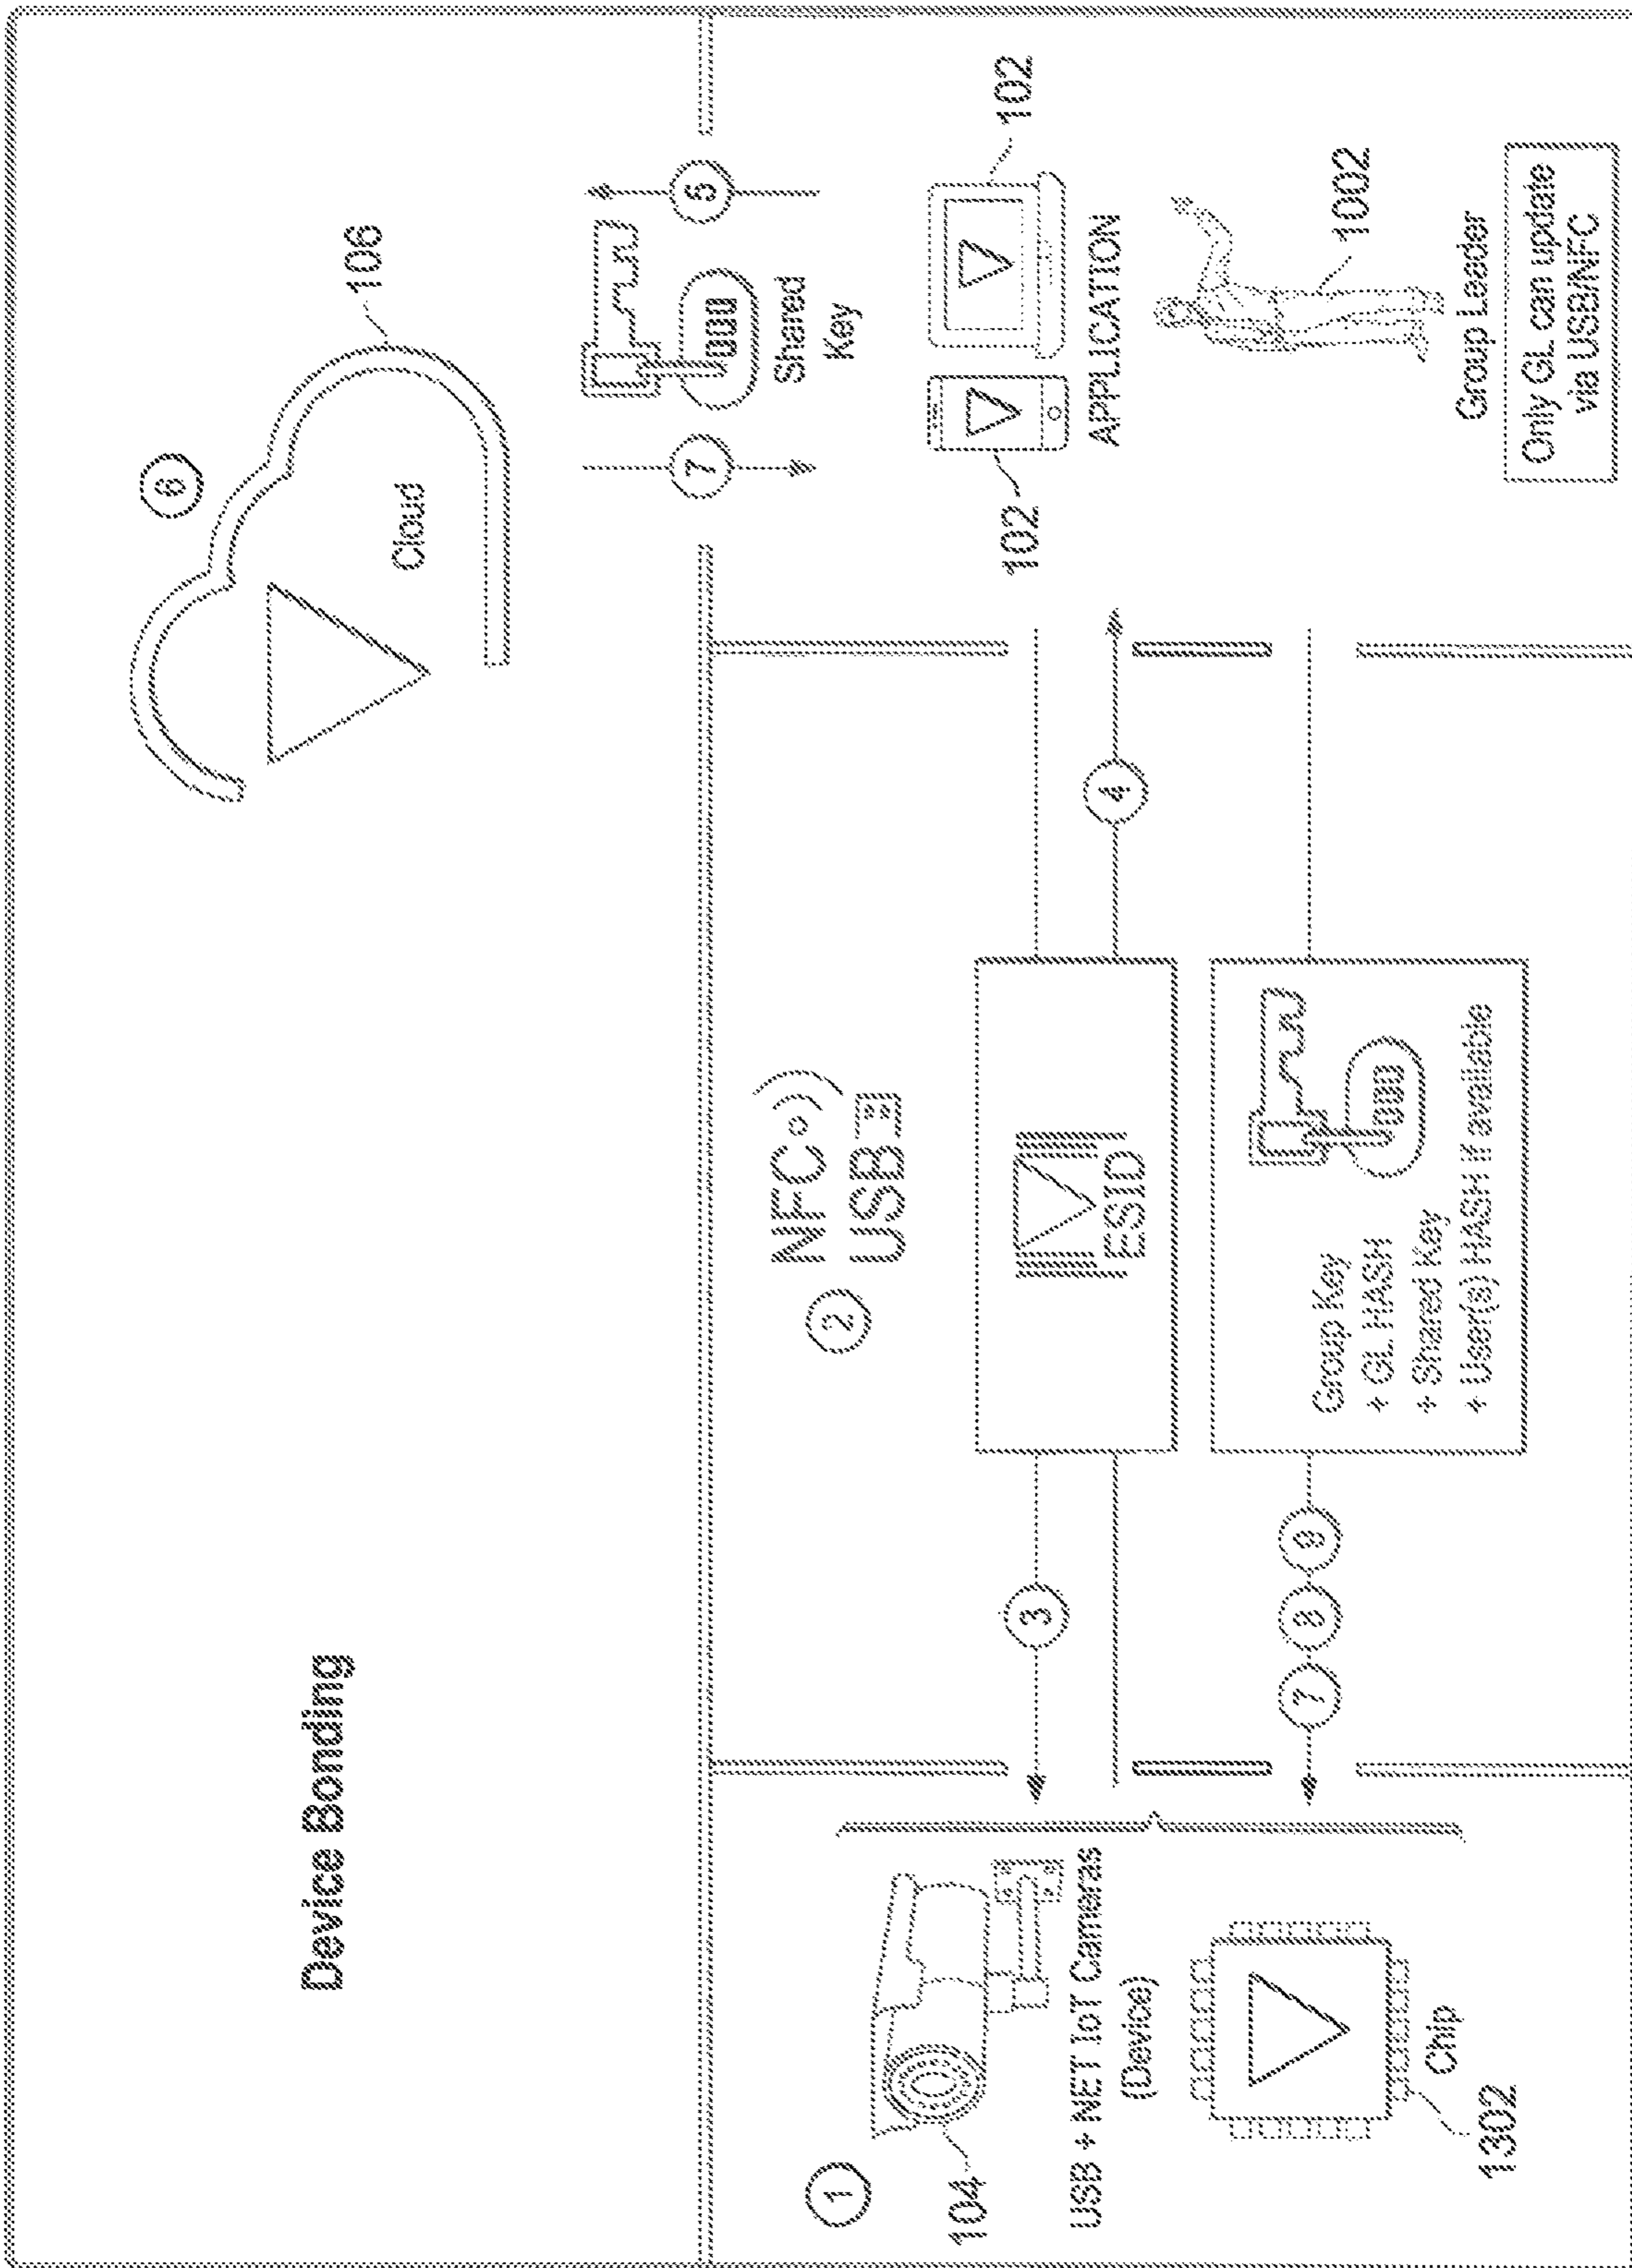 Device Bonding
6
106
Cloud
7
5
Shared
Key
1
104
USB + NET IoT Cameras
(Device)
Chip
1302
2
NFC
USB
3
ESID
4
7
8
9
Group Key
+ GL HASH
+ Shared Key
+ User(s) HASH if available
102
102
APPLICATION
1002
Group Leader
Only GL can update
via USB/NFC